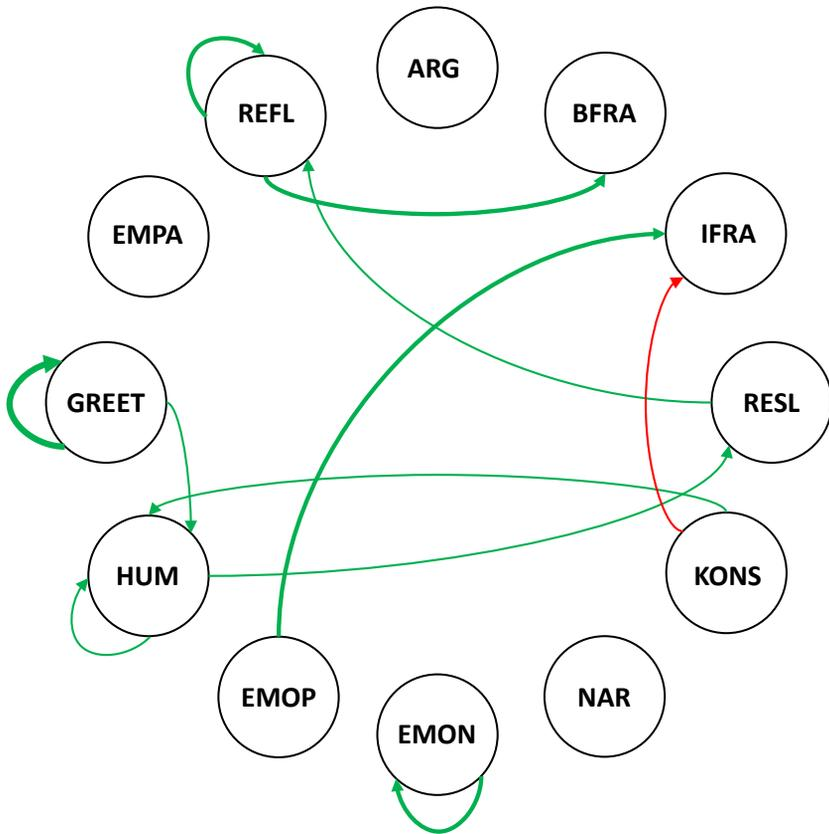 ARG
REFL
BFRA
EMPA
IFRA
GREET
RESL
HUM
KONS
EMOP
NAR
EMON